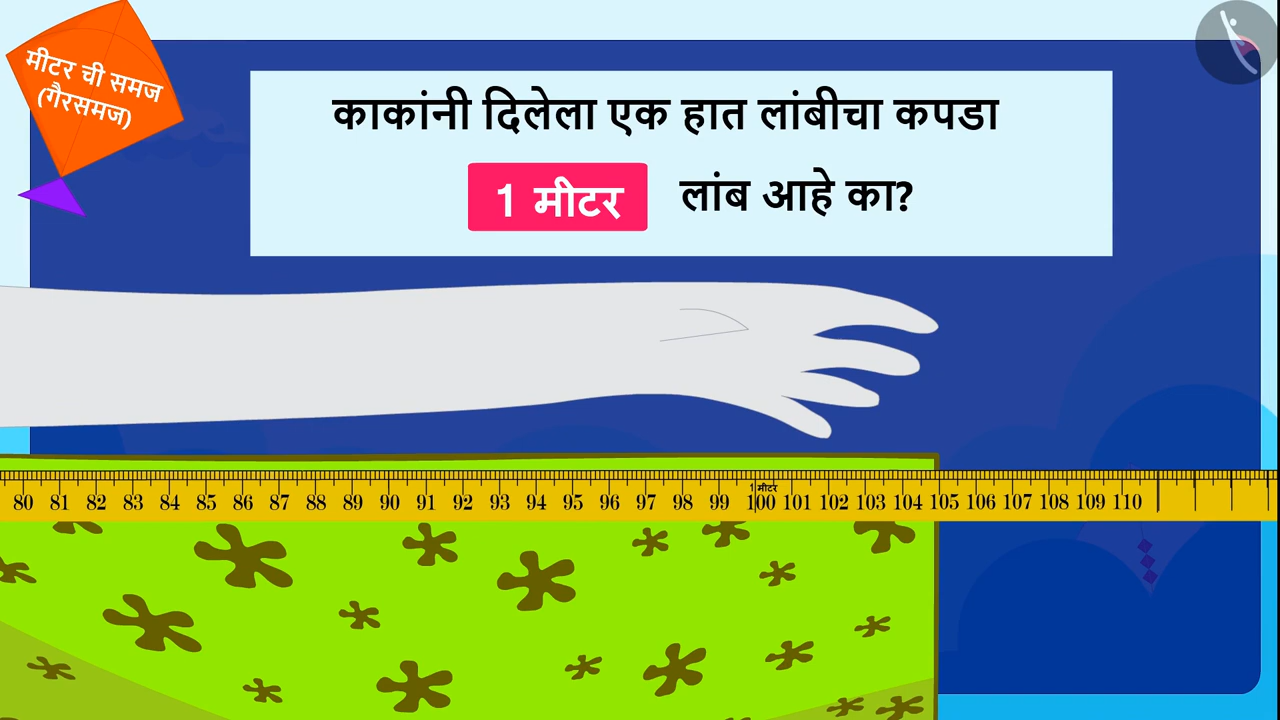 मीटर ची समज
(गैरसमज)
काकांनी दिलेला एक हात लांबीचा कपडा
1 मीटर लांब आहे का?
1 मीटर
80 81 82 83 84 85 86 87 88 89 90 91 92 93 94 95 96 97 98 99 100 101 102 103 104 105 106 107 108 109 110